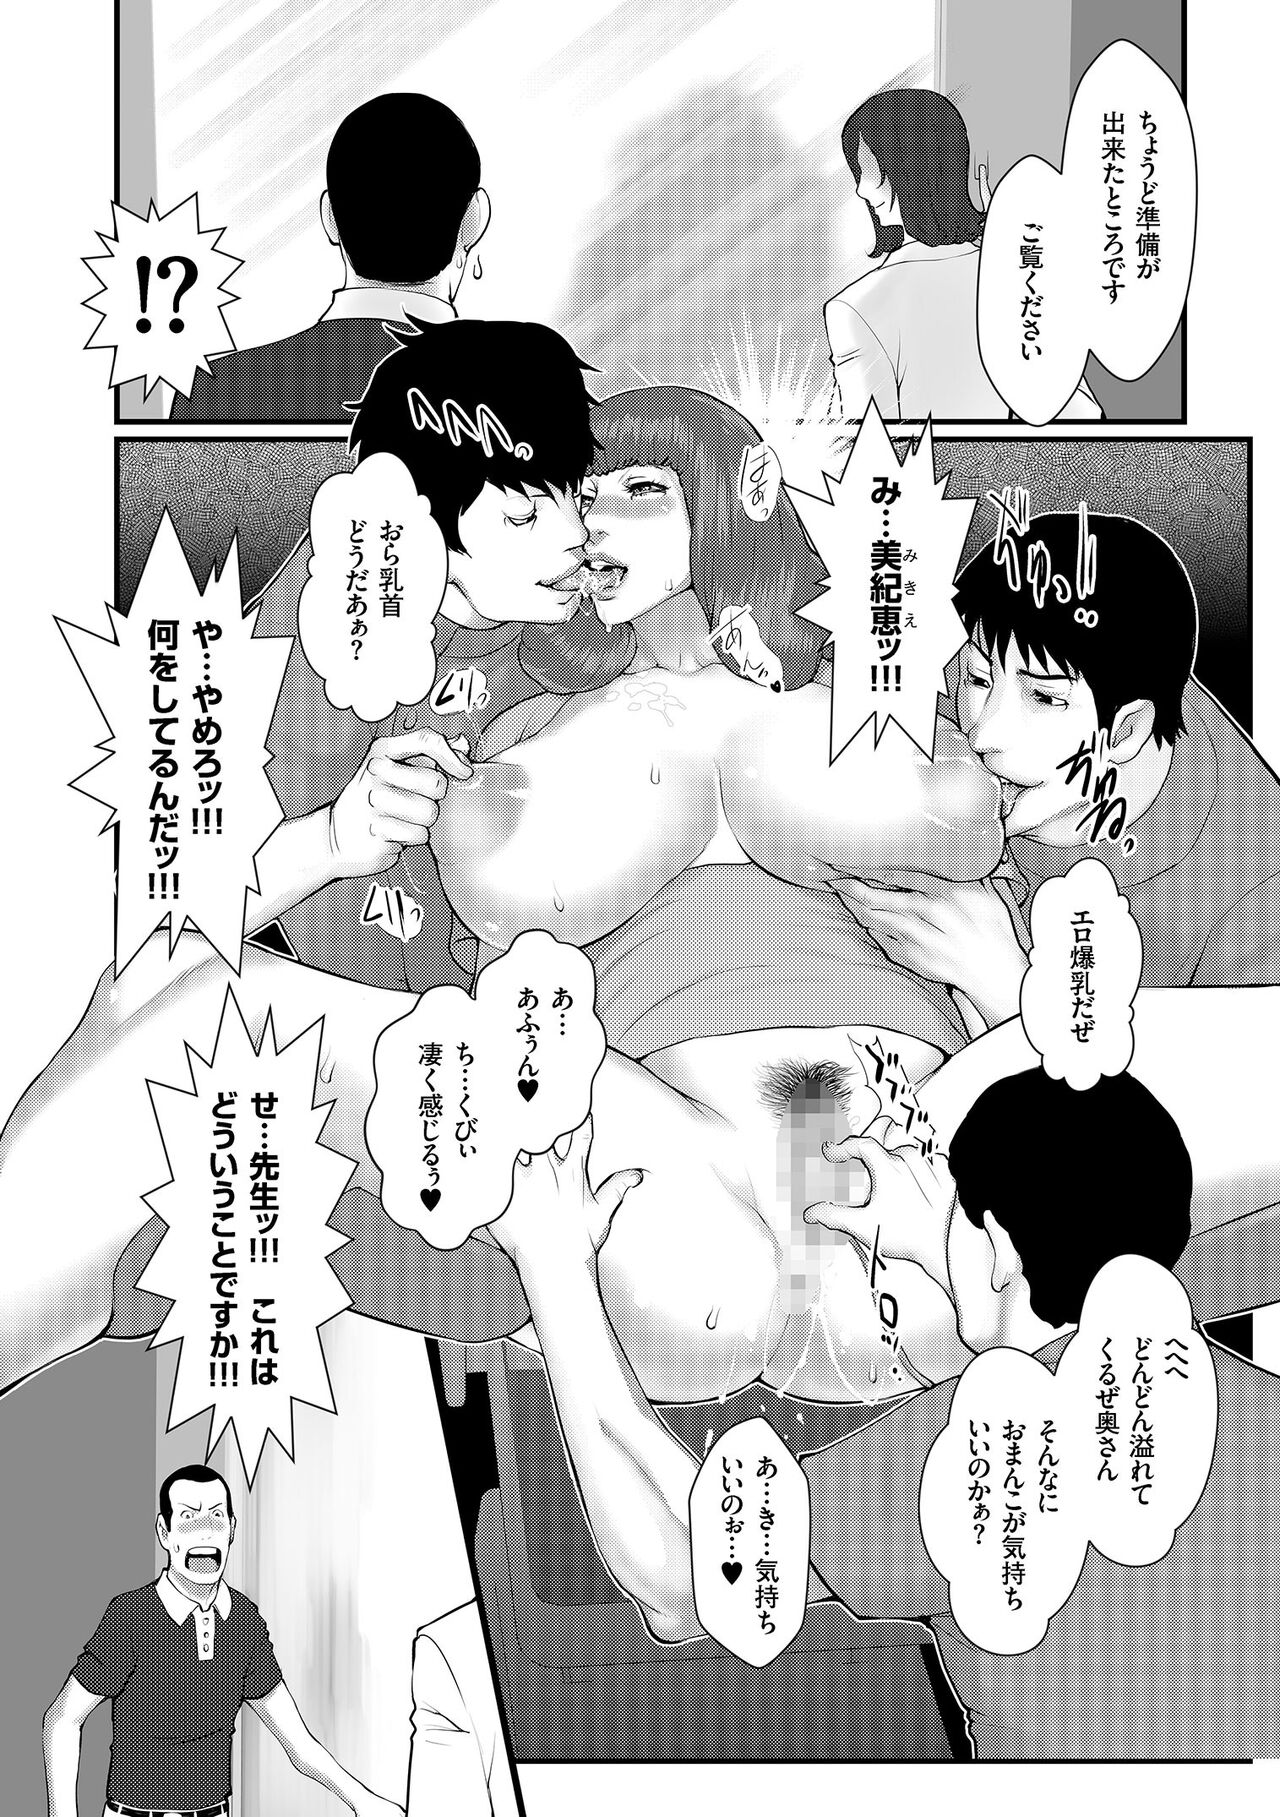 ちょうど準備が
出来たところです
ご覧ください
!?
み…美紀恵ッ!!!
みきえ
はぁっ
おら乳首
どうだあぁ?
や…やめろッ!!!
何をしてるんだッ!!!
エロ爆乳だぜ
あ…
あふぅん♥
ち…くびぃ
凄く感じるぅ♥
せ…先生ッ!!! これは
どういうことですか!!!
へへへ
どんどん溢れて
くるぜ奥さん
そんなに
おまんこが気持ち
いいのかぁ?
あ…き…気持ち
いいのぉ…♥